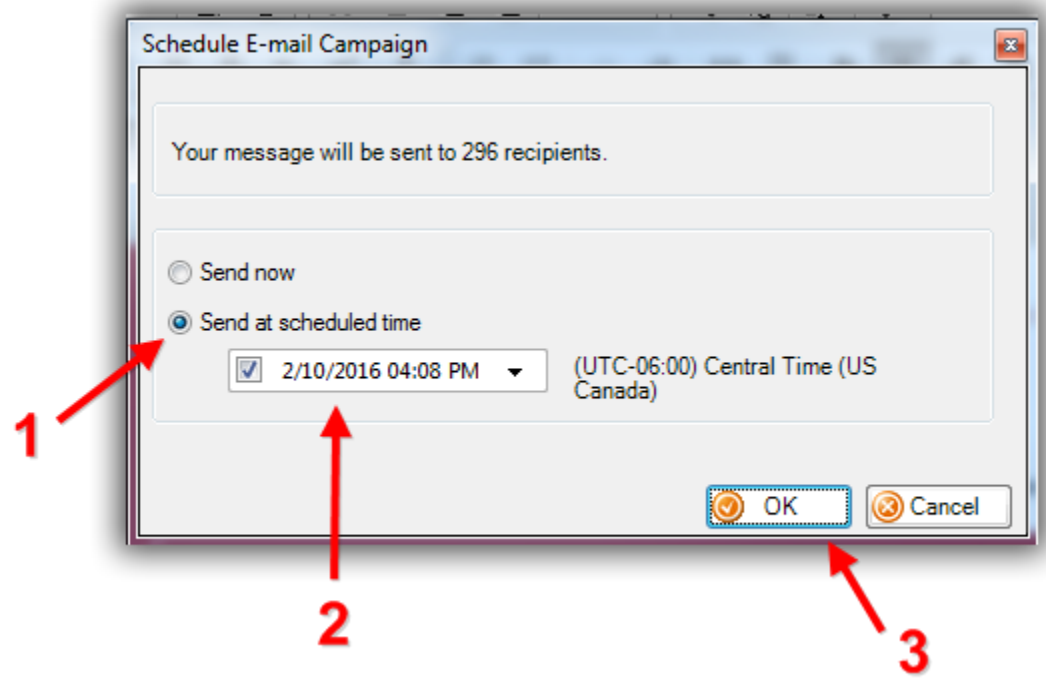 Schedule E-mail Campaign
Your message will be sent to 296 recipients.
Send now
Send at scheduled time
2/10/2016 04:08 PM
(UTC-06:00) Central Time (US
Canada)
1
OK
Cancel
2
3